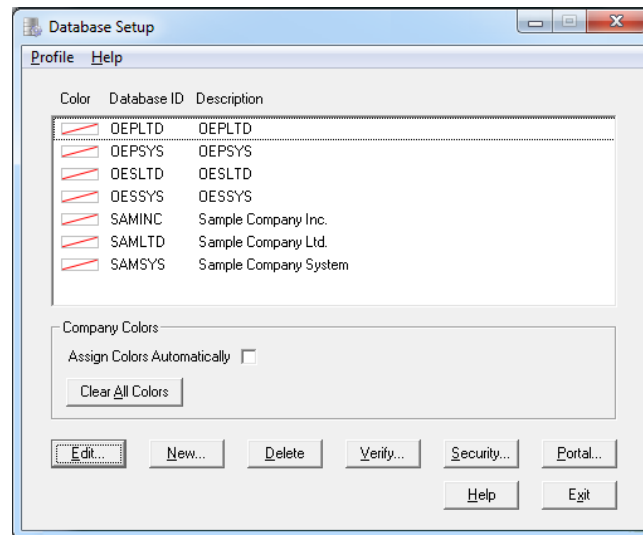 Database Setup
Profile Help
Color Database ID Description
OEPLTD OEPLTD
OEPSYS OEPSYS
OESLTD OESLTD
OESSYS OESSYS
SAMINC Sample Company Inc.
SAMLTD Sample Company Ltd.
SAMSYS Sample Company System
Company Colors
Assign Colors Automatically
Clear All Colors
Edit... New... Delete Verify... Security... Portal...
Help Exit